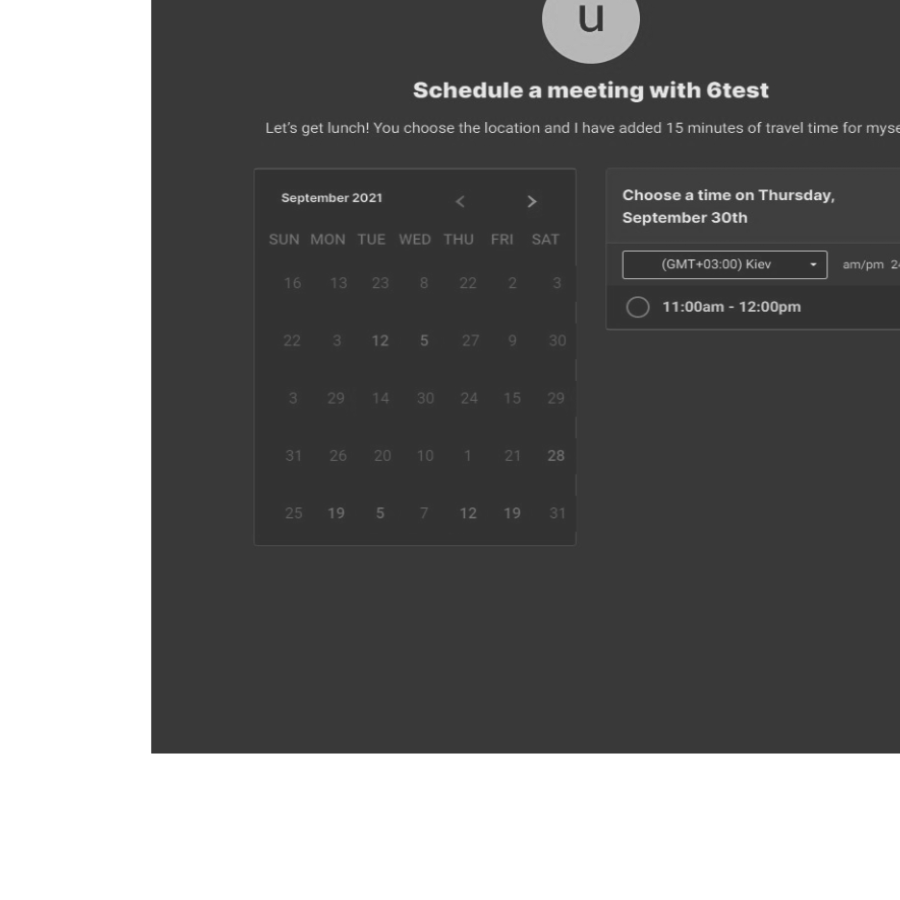 u
Schedule a meeting with 6test
Let's get lunch! You choose the location and I have added 15 minutes of travel time for
September 2021 < >
SUN MON TUE WED THU FRI SAT
16 13 23 8 22 2 3
22 3 12 5 27 9 30
3 29 14 30 24 15 29
31 26 20 10 1 21 28
25 19 5 7 12 19 31
Choose a time on Thursday,
September 30th
(GMT+03:00) Kiev am/pm
11:00am - 12:00pm